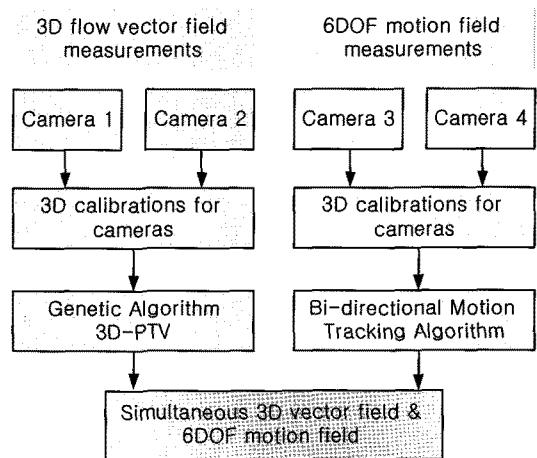 3D flow vector field
measurements
6DOF motion field
measurements
Camera 1
Camera 2
Camera 3
Camera 4
3D calibrations for
cameras
3D calibrations for
cameras
Genetic Algorithm
3D-PTV
Bi-directional Motion
Tracking Algorithm
Simultaneous 3D vector field &
6DOF motion field